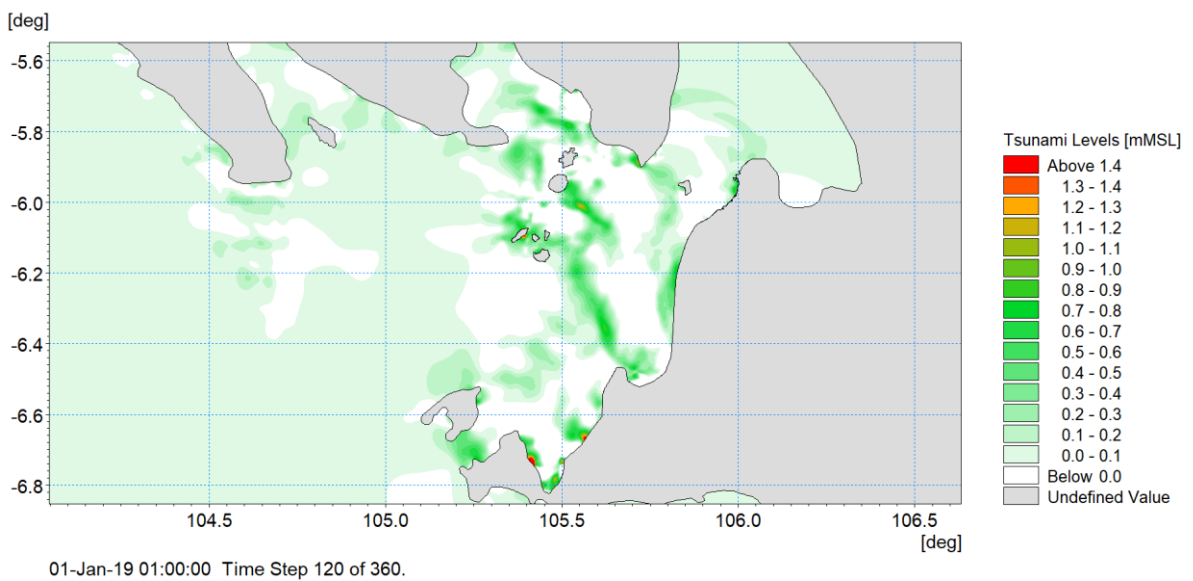 [deg]
-5.6
-5.8
-6.0
-6.2
-6.4
-6.6
-6.8
104.5 105.0 105.5 106.0 106.5
[deg]
Tsunami Levels [mMSL]
Above 1.4
1.3 - 1.4
1.2 - 1.3
1.1 - 1.2
1.0 - 1.1
0.9 - 1.0
0.8 - 0.9
0.7 - 0.8
0.6 - 0.7
0.5 - 0.6
0.4 - 0.5
0.3 - 0.4
0.2 - 0.3
0.1 - 0.2
0.0 - 0.1
Below 0.0
Undefined Value
01-Jan-19 01:00:00 Time Step 120 of 360.